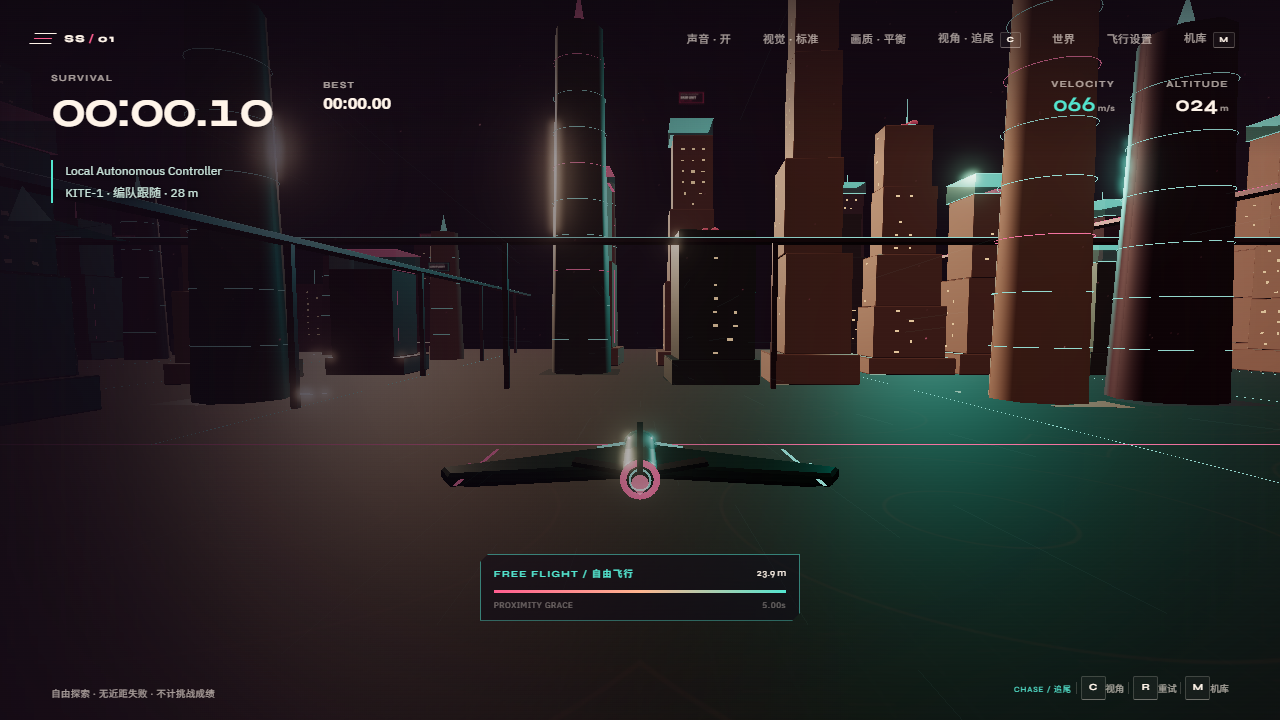 SS / 01
声音 · 开
视觉 · 标准
画质 · 平衡
视角 · 追尾 C
世界
飞行设置
机库 M
SURVIVAL
00:00.10
BEST
00:00.00
VELOCITY
066 m/s
ALTITUDE
024 m
Local Autonomous Controller
KITE-1 · 编队跟随 · 28 m
FREE FLIGHT / 自由飞行
23.9 m
PROXIMITY GRACE
5.00s
自由探索 · 无近距失败 · 不计挑战成绩
CHASE / 追尾 C 视角 R 重试 M 机库